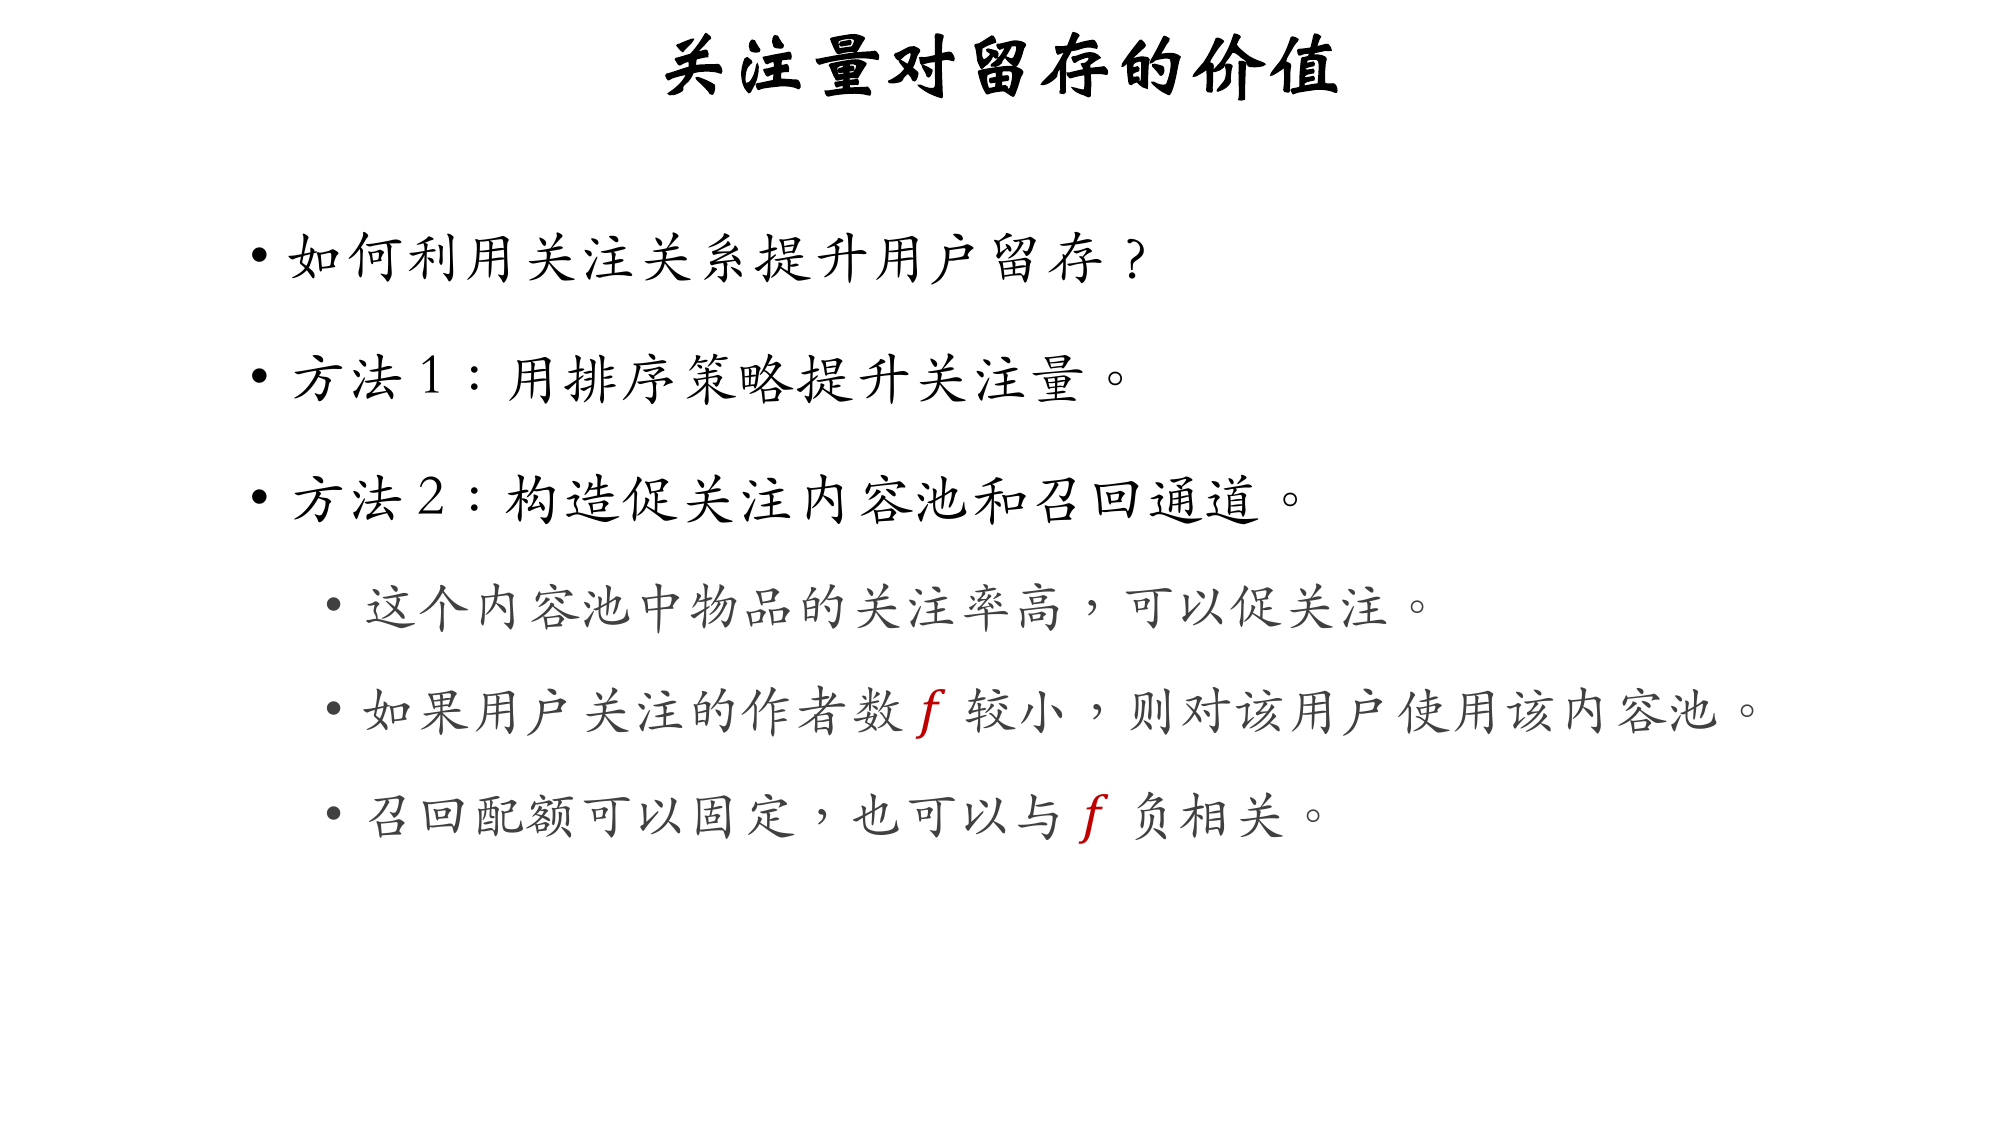 关注量对留存的价值
• 如何利用关注关系提升用户留存？
• 方法1：用排序策略提升关注量。
• 方法2：构造促关注内容池和召回通道。
• 这个内容池中物品的关注率高，可以促关注。
• 如果用户关注的作者数 f 较小，则对该用户使用该内容池。
• 召回配额可以固定，也可以与 f 负相关。